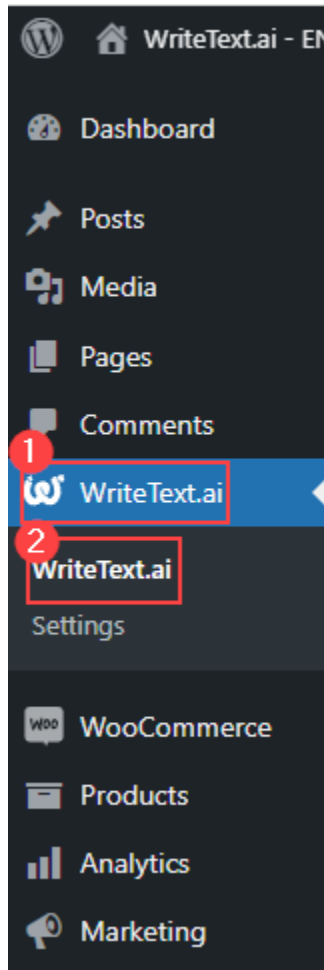 WriteText.ai - EN
Dashboard
Posts
Media
Pages
Comments
1
WriteText.ai
2
WriteText.ai
Settings
Woo WooCommerce
Products
Analytics
Marketing